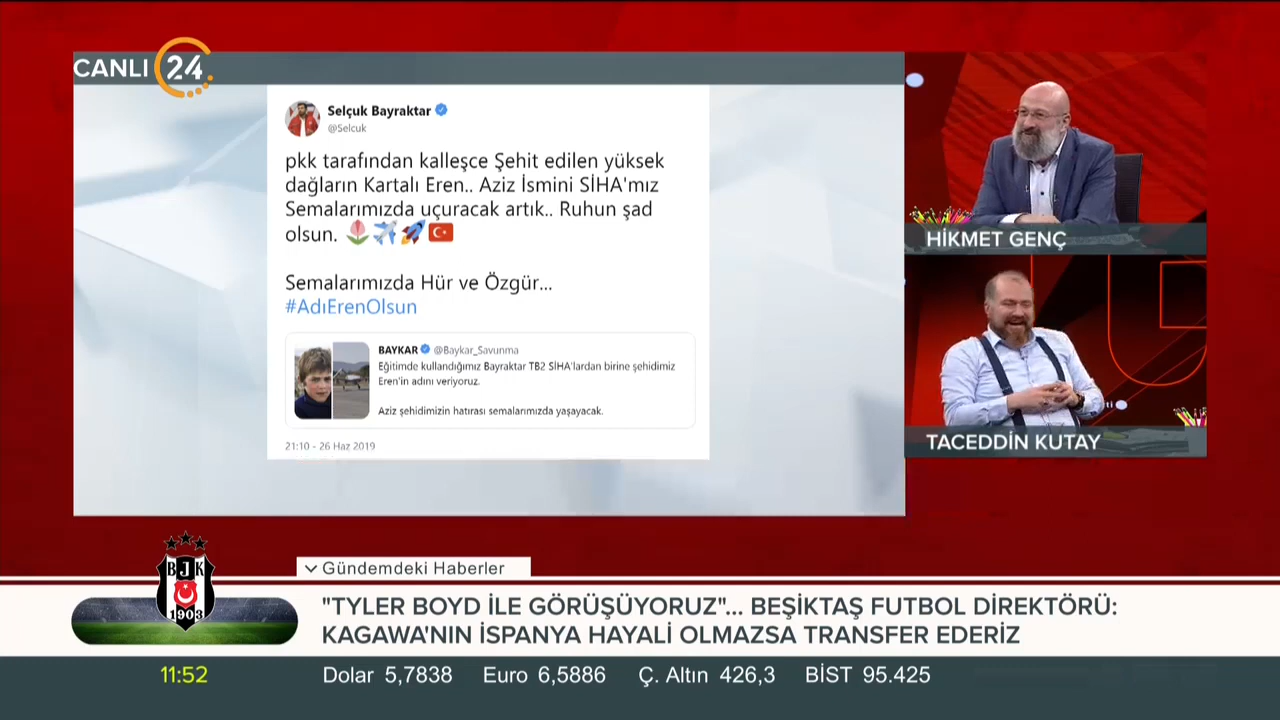 CANLI 24
Selçuk Bayraktar
@Selcuk
pkk tarafından kalleşce Şehit edilen yüksek
dağların Kartalı Eren.. Aziz İsmini SİHA'mız
Semalarımızda uçuracak artık.. Ruhun şad
olsun.
Semalarımızda Hür ve Özgür...
#AdıErenOlsun
BAYKAR @Baykar_Savunma
Eğitimde kullandığımız Bayraktar TB2 SİHA'lardan birine şehidimiz
Eren'in adını veriyoruz.
Aziz şehidimizin hatırası semalarımızda yaşayacak.
21:10 - 26 Haz 2019
HİKMET GENÇ
TACEDDİN KUTAY
BJK
1903
Gündemdeki Haberler
"TYLER BOYD İLE GÖRÜŞÜYORUZ"... BEŞİKTAŞ FUTBOL DİREKTÖRÜ:
KAGAWA'NIN İSPANYA HAYALİ OLMAZSA TRANSFER EDERİZ
11:52 Dolar 5,7838 Euro 6,5886 Ç. Altın 426,3 BİST 95.425